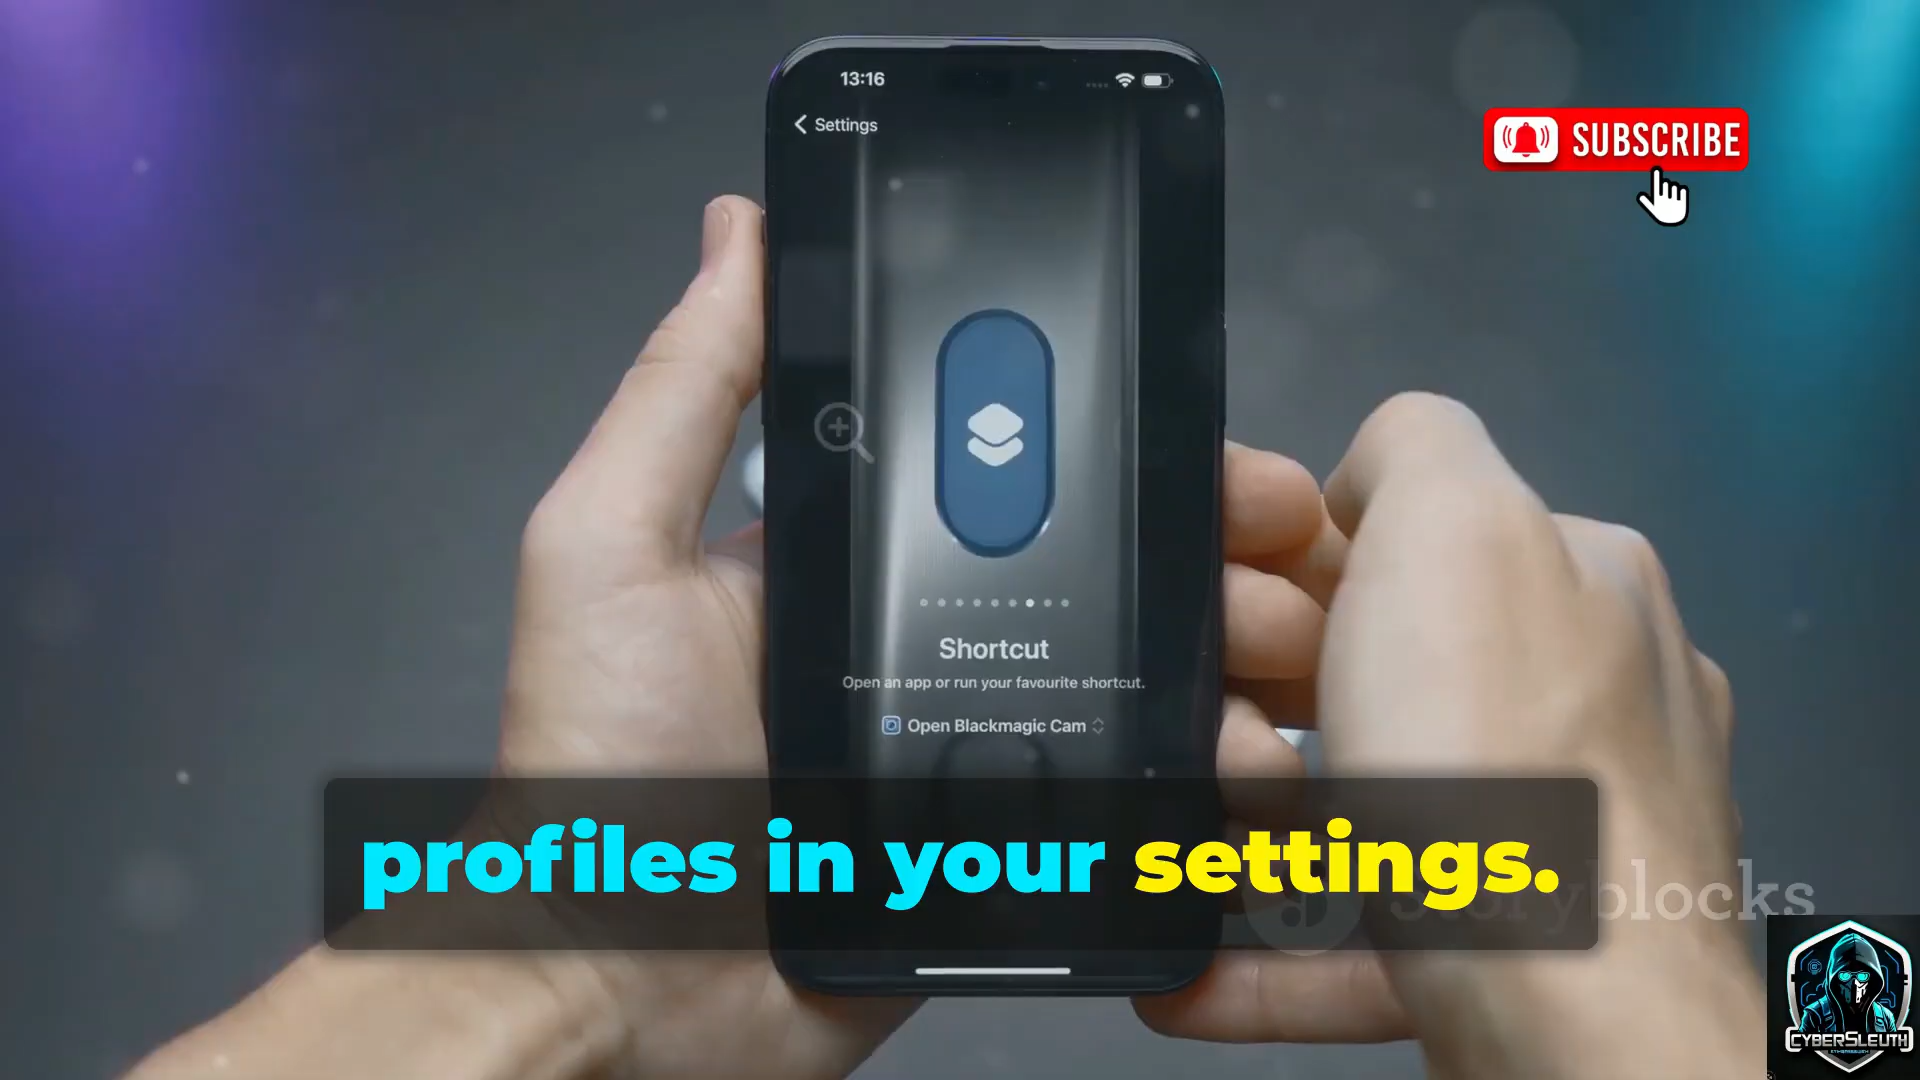 13:16
Settings
SUBSCRIBE
Shortcut
Open an app or run your favourite shortcut.
Open Blackmagic Cam
profiles in your settings.
Storyblocks
CYBERSLEUTH